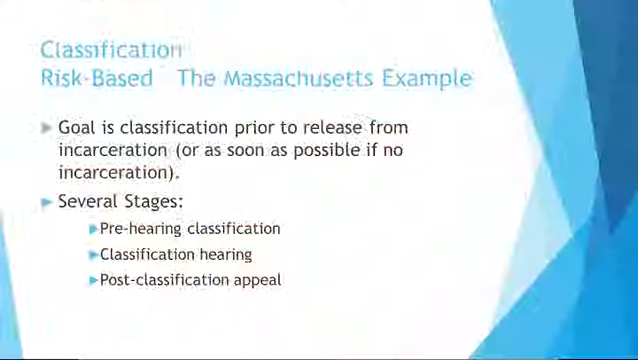 Classification
Risk-Based The Massachusetts Example
Goal is classification prior to release from
incarceration (or as soon as possible if no
incarceration).
Several Stages:
Pre-hearing classification
Classification hearing
Post-classification appeal